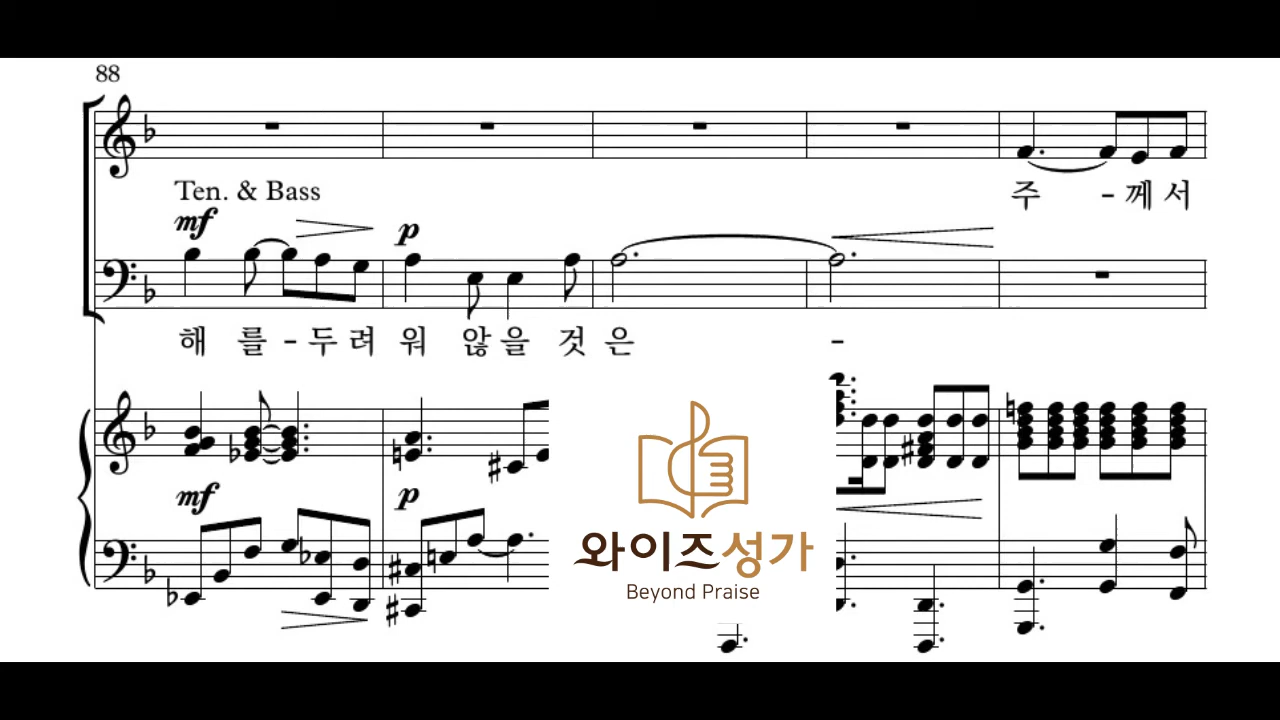 88
Ten. & Bass
mf
p
주 - 께 서
해 를 - 두 려 워 않 을 것 은 -
mf
p
와이즈성가
Beyond Praise